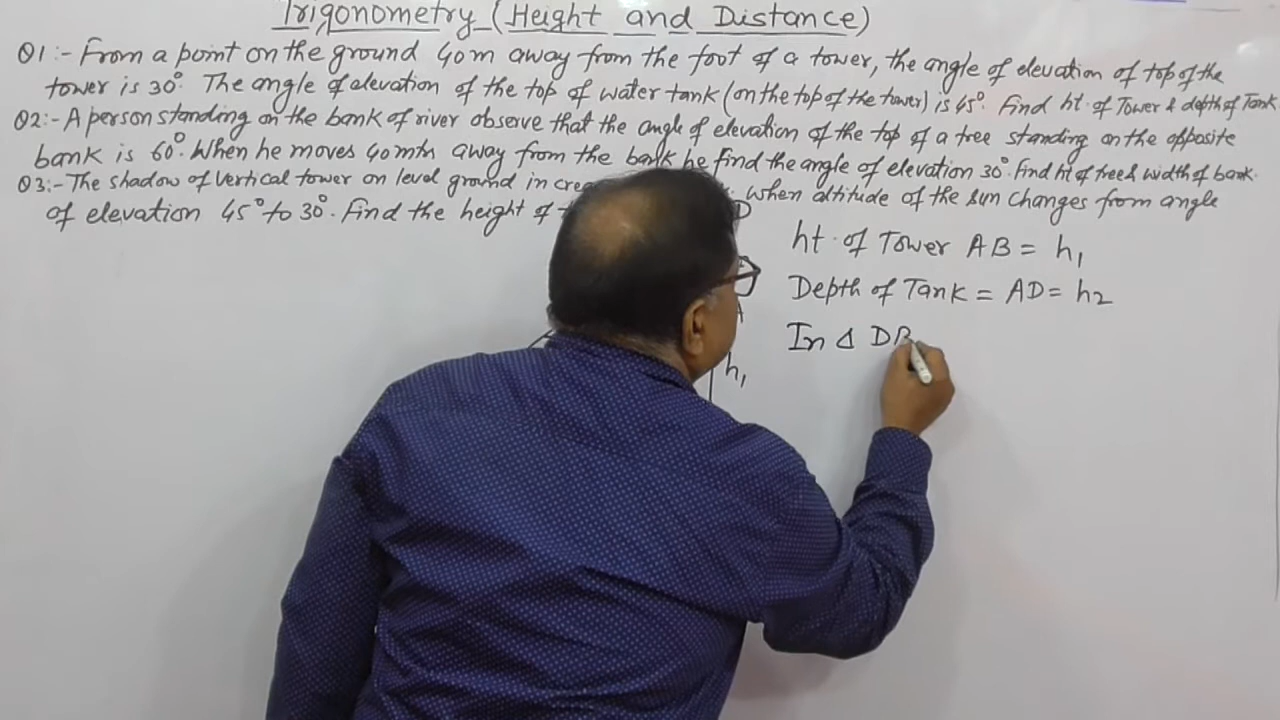 Trigonometry (Height and Distance)
Q1:- From a point on the ground 40m away from the foot of a tower, the angle of elevation of top of the
tower is 30°. The angle of elevation of the top of water tank (on the top of the tower) is 45°. Find ht. of Tower & depth of Tank
Q2:- A person standing on the bank of river observe that the angle of elevation of the top of a tree standing on the opposite
bank is 60°. When he moves 40 mtrs away from the bank he find the angle of elevation 30°. Find ht of tree & width of bank.
Q3:- The shadow of vertical tower on level ground in when altitude of the sun changes from angle
of elevation 45° to 30°. Find the height of
D
ht. of Tower AB = h₁
A
Depth of Tank = AD = h₂
In Δ DB
h₁